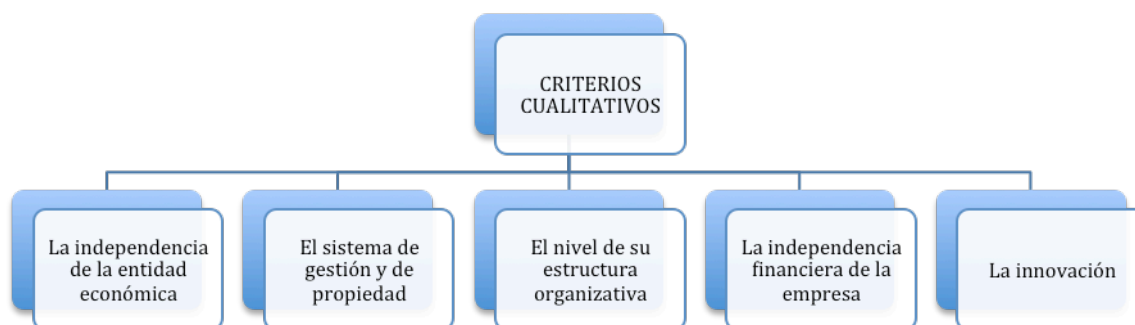 CRITERIOS
CUALITATIVOS
La independencia
de la entidad
económica
El sistema de
gestión y de
propiedad
El nivel de su
estructura
organizativa
La independencia
financiera de la
empresa
La innovación